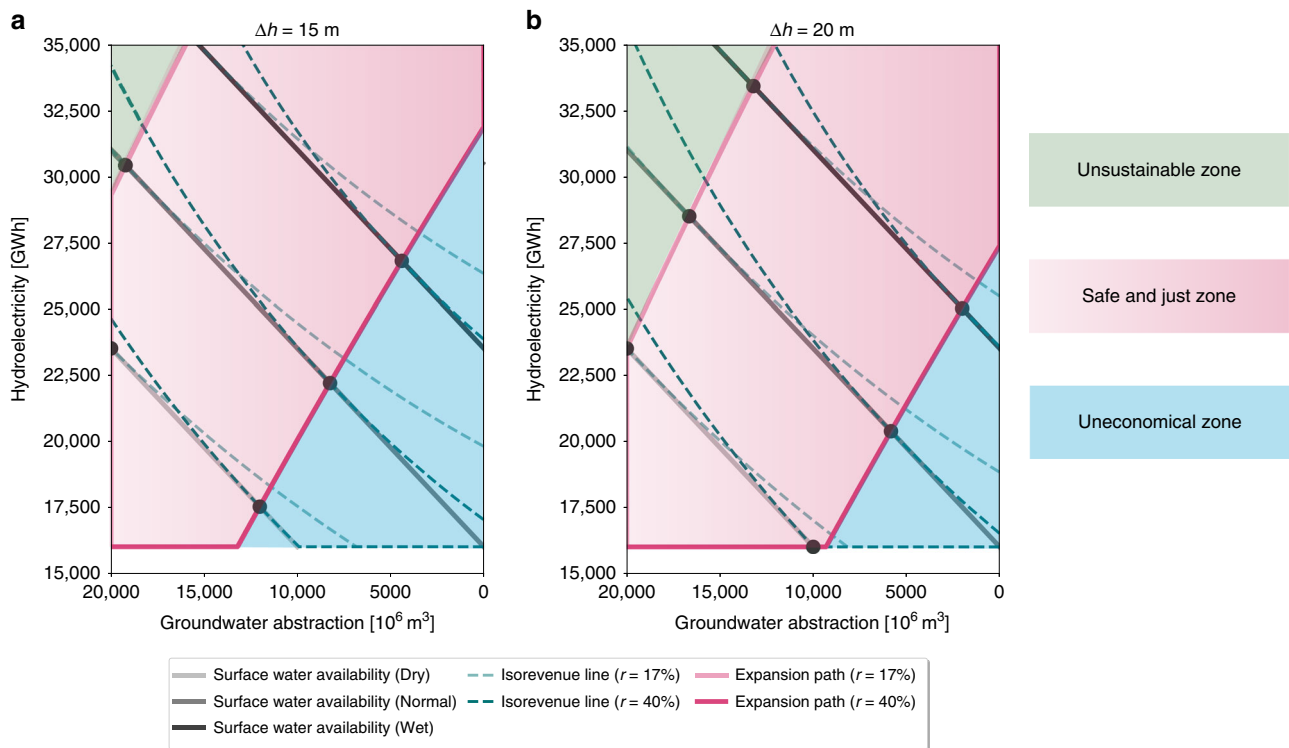 a
Δh = 15 m
35,000
32,500
30,000
27,500
25,000
22,500
20,000
17,500
15,000
Hydroelectricity [GWh]
20,000 15,000 10,000 5000 0
Groundwater abstraction [10⁶ m³]
b
Δh = 20 m
35,000
32,500
30,000
27,500
25,000
22,500
20,000
17,500
15,000
Hydroelectricity [GWh]
20,000 15,000 10,000 5000 0
Groundwater abstraction [10⁶ m³]
Unsustainable zone
Safe and just zone
Uneconomical zone
Surface water availability (Dry)
Surface water availability (Normal)
Surface water availability (Wet)
Isorevenue line (r = 17%)
Isorevenue line (r = 40%)
Expansion path (r = 17%)
Expansion path (r = 40%)